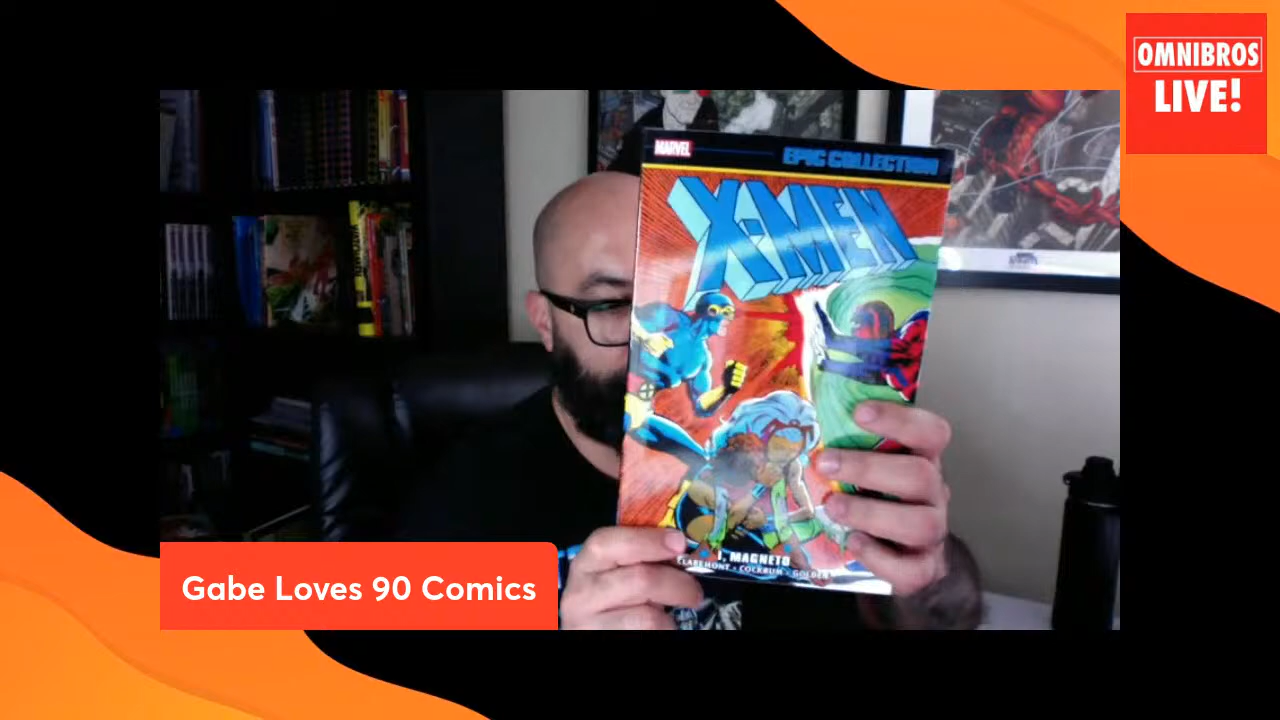 OMNIBROS
LIVE!
MARVEL
EPIC COLLECTION
X-MEN
I, MAGNETO
CLAREMONT • COCKRUM • GOLDEN
Gabe Loves 90 Comics